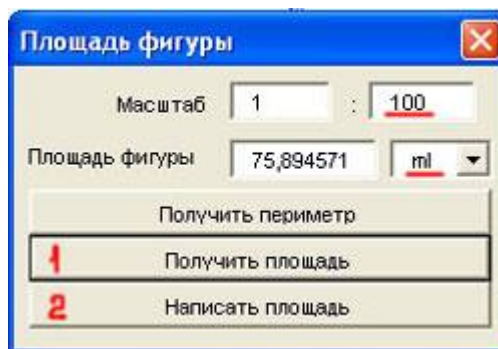 Площадь фигуры
Масштаб 1 : 100
Площадь фигуры 75,894571 ml
Получить периметр
1 Получить площадь
2 Написать площадь